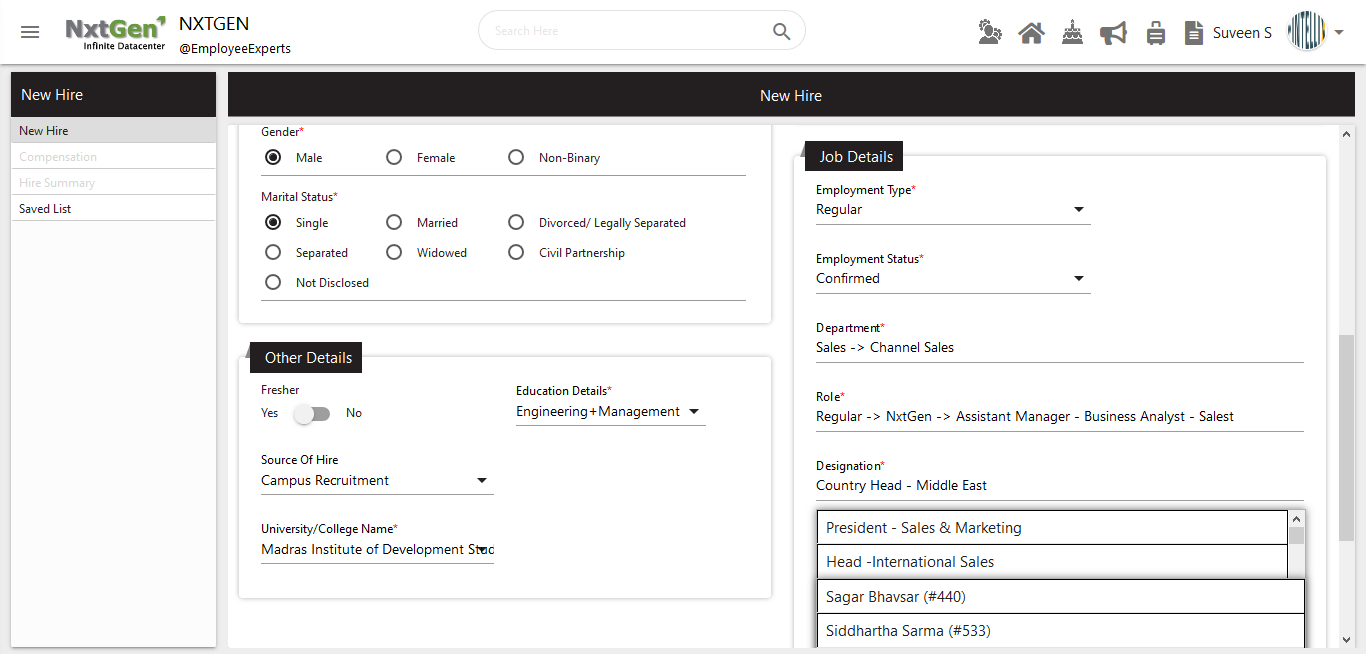 NxtGen
Infinite Datacenter
NXTGEN
@EmployeeExperts
Search Here
Suveen S
New Hire
New Hire
Compensation
Hire Summary
Saved List
New Hire
Gender*
Male Female Non-Binary
Marital Status*
Single Married Divorced/ Legally Separated
Separated Widowed Civil Partnership
Not Disclosed
Other Details
Fresher
Yes No
Education Details*
Engineering+Management
Source Of Hire
Campus Recruitment
University/College Name*
Madras Institute of Development Stud
Job Details
Employment Type*
Regular
Employment Status*
Confirmed
Department*
Sales -> Channel Sales
Role*
Regular -> NxtGen -> Assistant Manager - Business Analyst - Salest
Designation*
Country Head - Middle East
President - Sales & Marketing
Head -International Sales
Sagar Bhavsar (#440)
Siddhartha Sarma (#533)